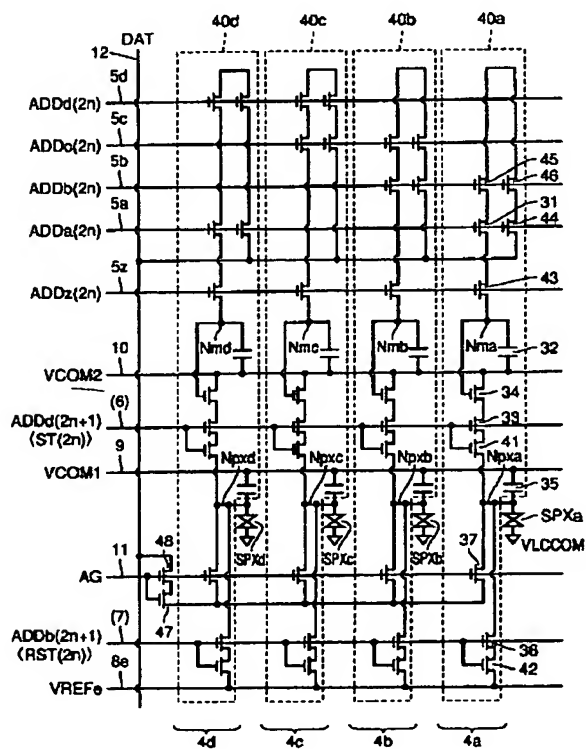 40d 40c 40b 40a
DAT
12
5d
ADDd(2n)
5c
ADDc(2n)
5b 45
ADDb(2n) 46
5a 31
ADDa(2n) 44
5z
ADDz(2n) 43
10 Nmd Nmc Nmb Nma 32
VCOM2
34
(6)
ADDd(2n+1) 33
(ST(2n)) 41
9 Npxd Npxc Npxb Npxa
VCOM1
35
SPXa
SPXd SPXc SPXb
48 37 VLCCOM
11
AG
(7) 47
ADDb(2n+1)
(RST(2n)) 36
8e 42
VREFe
4d 4c 4b 4a